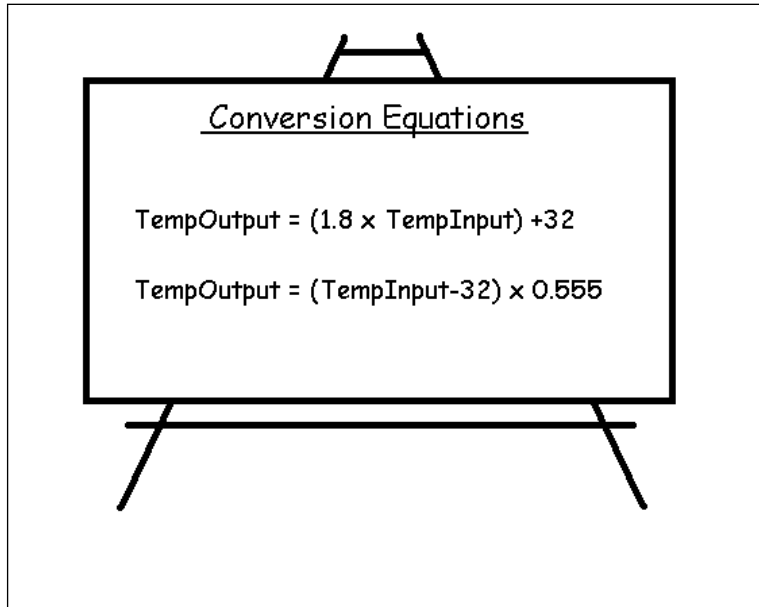 Conversion Equations
TempOutput = (1.8 x TempInput) +32
TempOutput = (TempInput-32) x 0.555